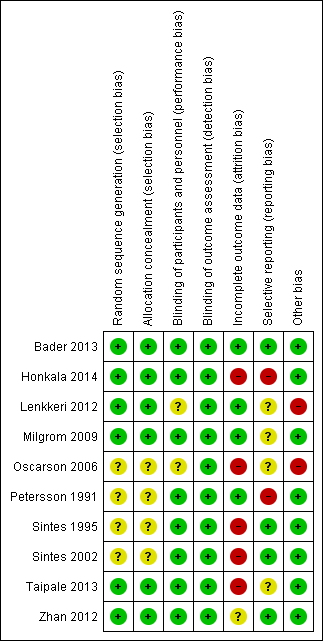 Random sequence generation (selection bias)
Allocation concealment (selection bias)
Blinding of participants and personnel (performance bias)
Blinding of outcome assessment (detection bias)
Incomplete outcome data (attrition bias)
Selective reporting (reporting bias)
Other bias
Bader 2013 + + + + + + +
Honkala 2014 + + + + - - +
Lenkkeri 2012 + + ? + + ? -
Milgrom 2009 + + + + + ? +
Oscarson 2006 ? ? ? + - ? -
Petersson 1991 ? ? + + + - +
Sintes 1995 ? ? + + - + +
Sintes 2002 ? ? + + - + +
Taipale 2013 + + + + - ? +
Zhan 2012 + + + + ? + +